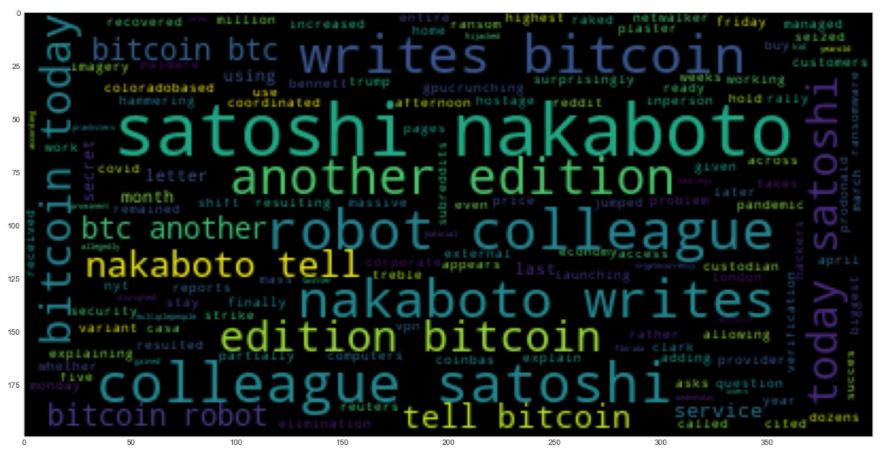 0
recovered million increased entire ransom highest raked netwalker friday managed
home plaster seized
bitcoin btc writes bitcoin buy
25
imagery malware hijacked customers
coloradobased using bennett trump surprisingly weeks working
use gpucrunching ready
hammering coordinated afternoon hostage reddit inperson hold rally
50
satoshi nakaboto
according work pages
75
secret covid letter another edition given across
month shift resulting massive subreddits even price jumped problem later takes
remained pandemic
100
btc another robot colleague
allegedly judicial
received
nakaboto tell corporate external economy access custodian
125
treble appears last launching london
nyt reports mass nakaboto writes
security stay finally
variant casa strike vpn rather allowing
150
edition bitcoin
explaining resulted partially computers coinbas explain clark adding provider
whether
five colleague satoshi asks question
175
monday year
bitcoin robot reuters tell bitcoin service
elimination called cited dozens
bitcoin today
today satoshi
hackers
verification
prodonald
march
ransomware
april
biggest
succes
0 50 100 150 200 250 300 350